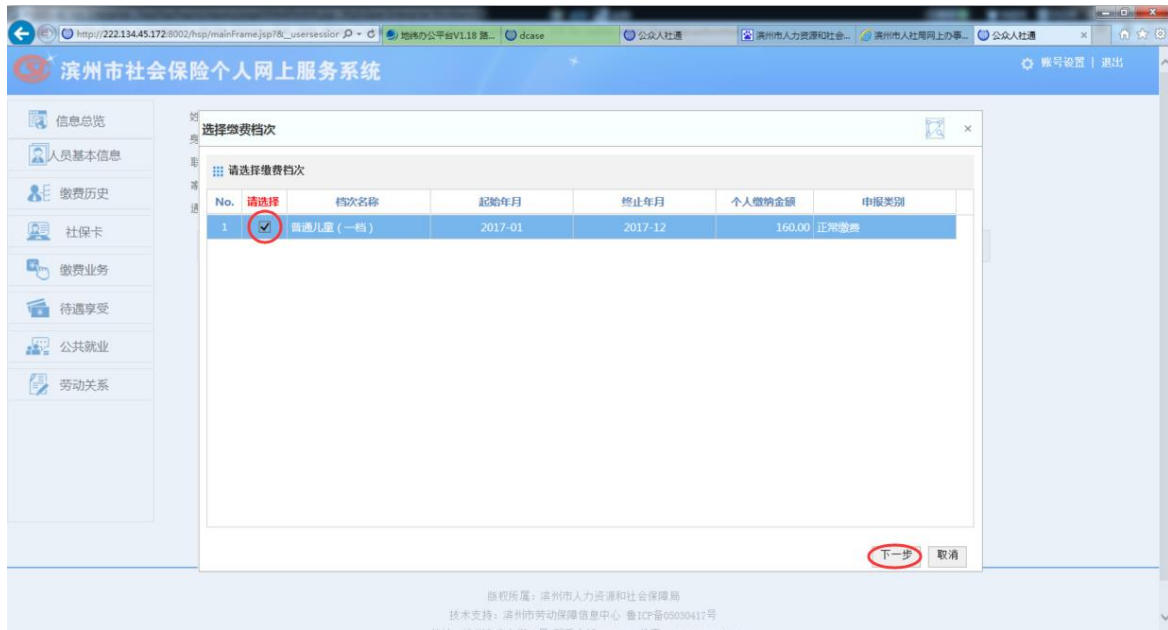 http://222.134.45.172:8002/hsp/mainFrame.jsp?&_usersession
地纬办公平台V1.18 第...
dcase
公众人社通
滨州市人力资源和社会...
滨州市人社局网上办事...
公众人社通
滨州市社会保险个人网上服务系统
账号设置 | 退出
信息总览
人员基本信息
缴费历史
社保卡
缴费业务
待遇享受
公共就业
劳动关系
选择缴费档次
请选择缴费档次
No. 请选择 档次名称 起始年月 终止年月 个人缴纳金额 申报类别
1 普通儿童(一档) 2017-01 2017-12 160.00 正常缴费
下一步 取消
版权所属:滨州市人力资源和社会保障局
技术支持:滨州市劳动保障信息中心 鲁ICP备05030417号